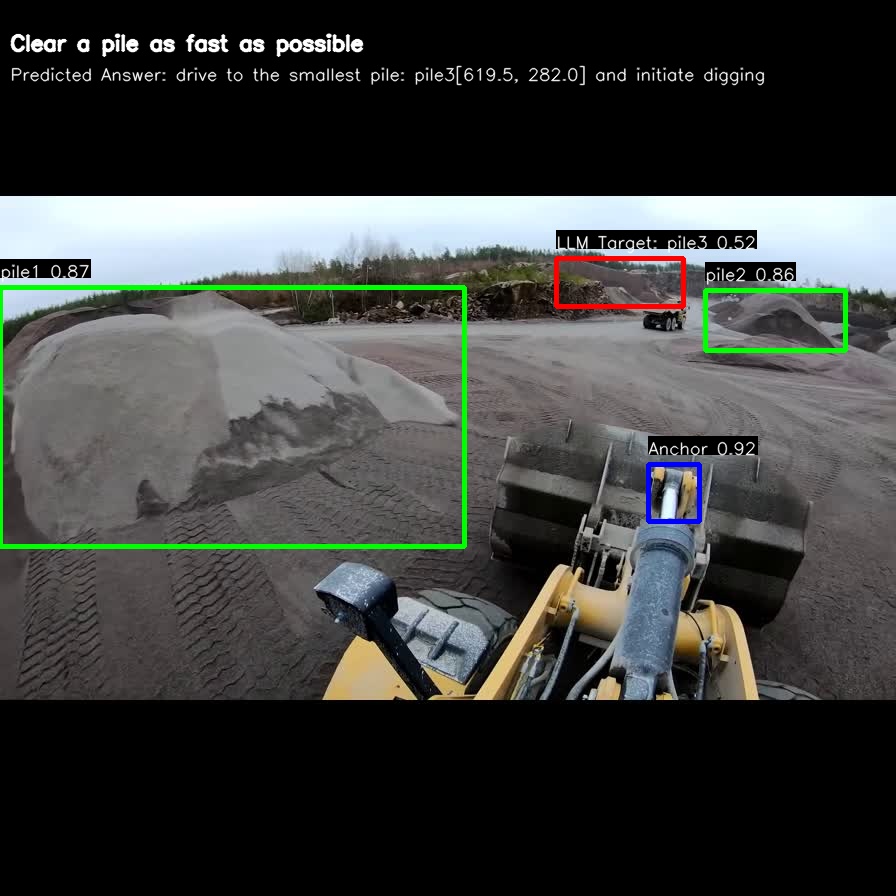 Clear a pile as fast as possible
Predicted Answer: drive to the smallest pile: pile3[619.5, 282.0] and initiate digging
LLM Target: pile3 0.52
pile1 0.87
pile2 0.86
Anchor 0.92